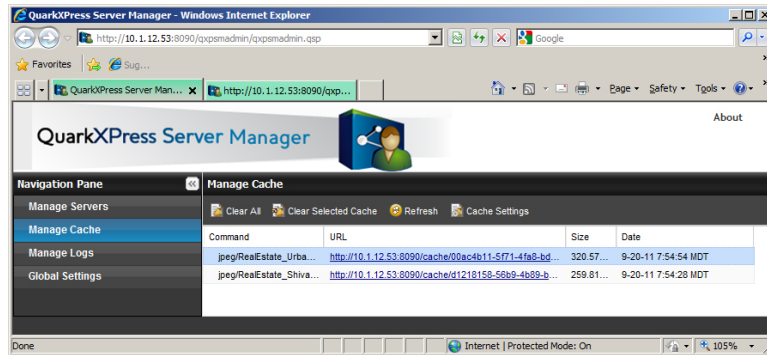 QuarkXPress Server Manager - Windows Internet Explorer
http://10.1.12.53:8090/qxpsmadmin/qxpsmadmin.qsp
Google
Favorites
Sug...
QuarkXPress Server Man...
http://10.1.12.53:8090/qxp...
Page
Safety
Tools
About
QuarkXPress Server Manager
Navigation Pane
Manage Cache
Manage Servers
Clear All
Clear Selected Cache
Refresh
Cache Settings
Manage Cache
Command
URL
Size
Date
jpeg/RealEstate_Urba...
http://10.1.12.53:8090/cache/00ac4b11-5f71-4fa8-bd...
320.57...
9-20-11 7:54:54 MDT
Manage Logs
jpeg/RealEstate_Shiva...
http://10.1.12.53:8090/cache/d1218158-56b9-4b89-b...
259.81...
9-20-11 7:54:28 MDT
Global Settings
Done
Internet | Protected Mode: On
105%